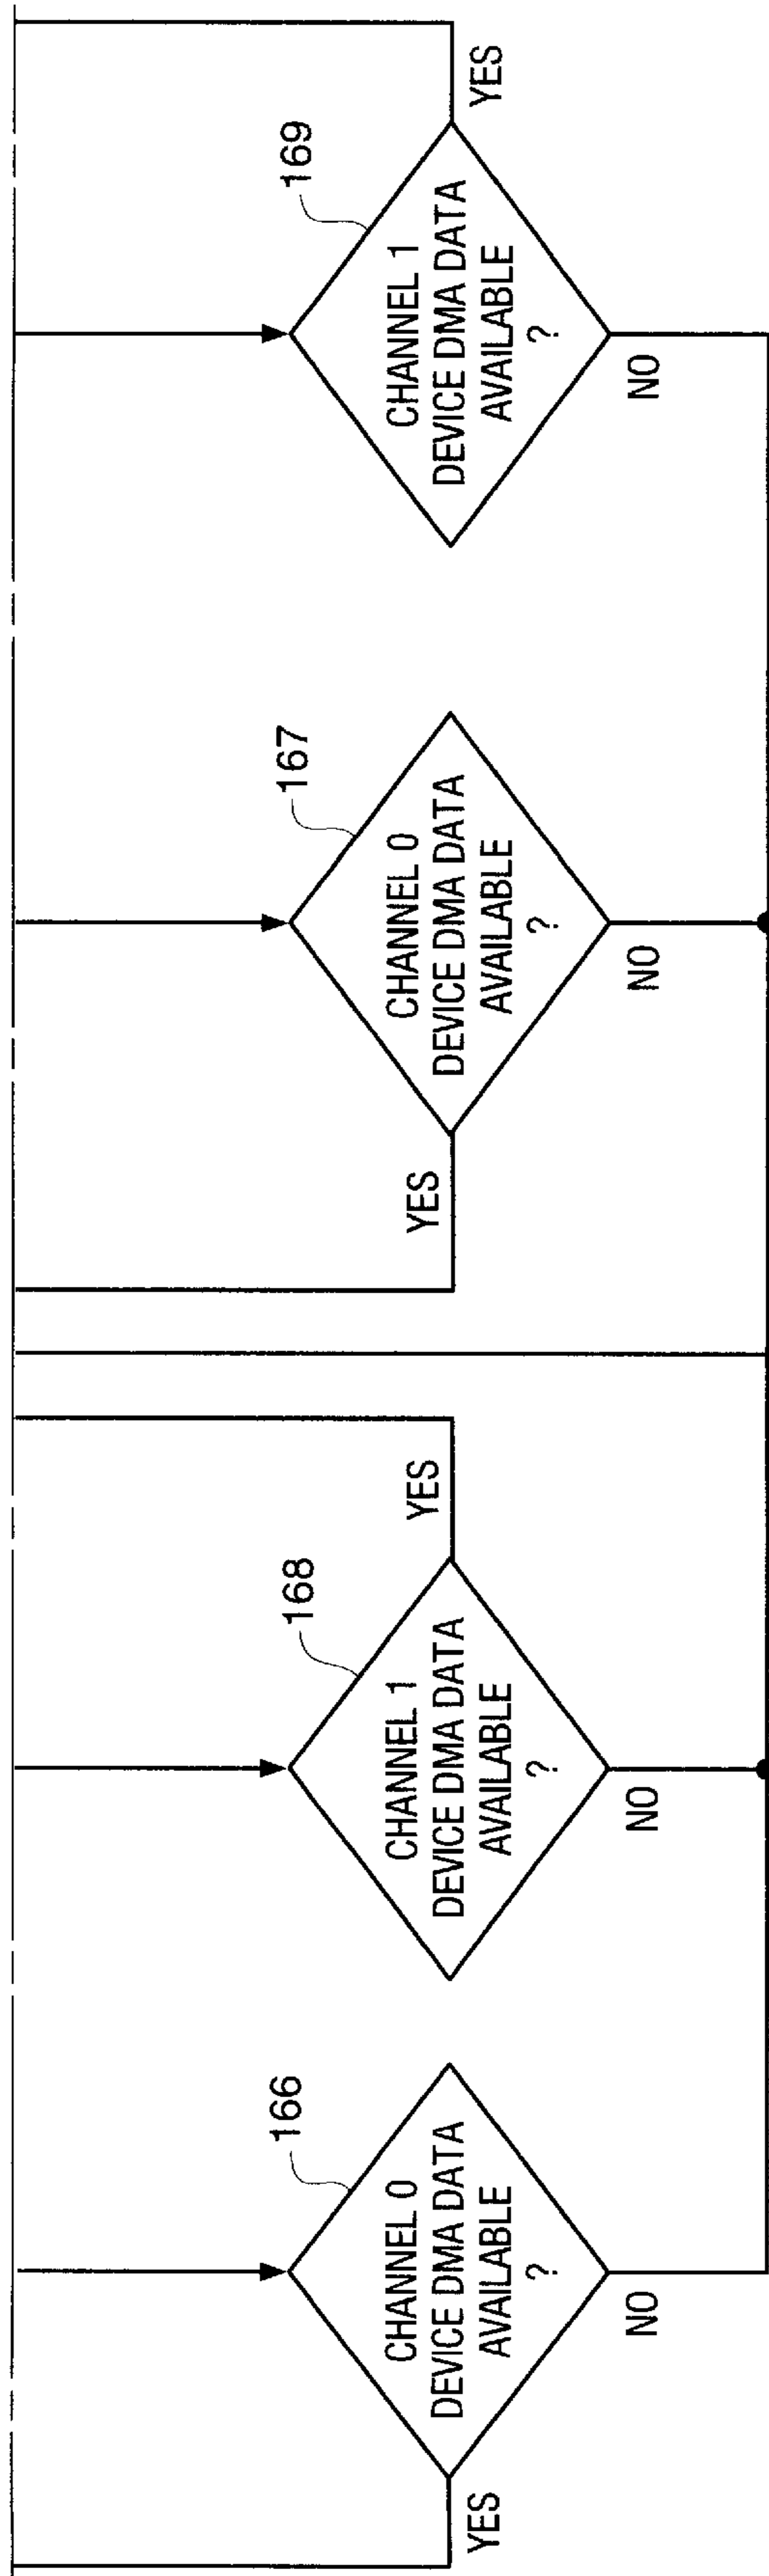 166
CHANNEL 0
DEVICE DMA DATA
AVAILABLE
?
YES
NO
168
CHANNEL 1
DEVICE DMA DATA
AVAILABLE
?
YES
NO
167
CHANNEL 0
DEVICE DMA DATA
AVAILABLE
?
YES
NO
169
CHANNEL 1
DEVICE DMA DATA
AVAILABLE
?
YES
NO